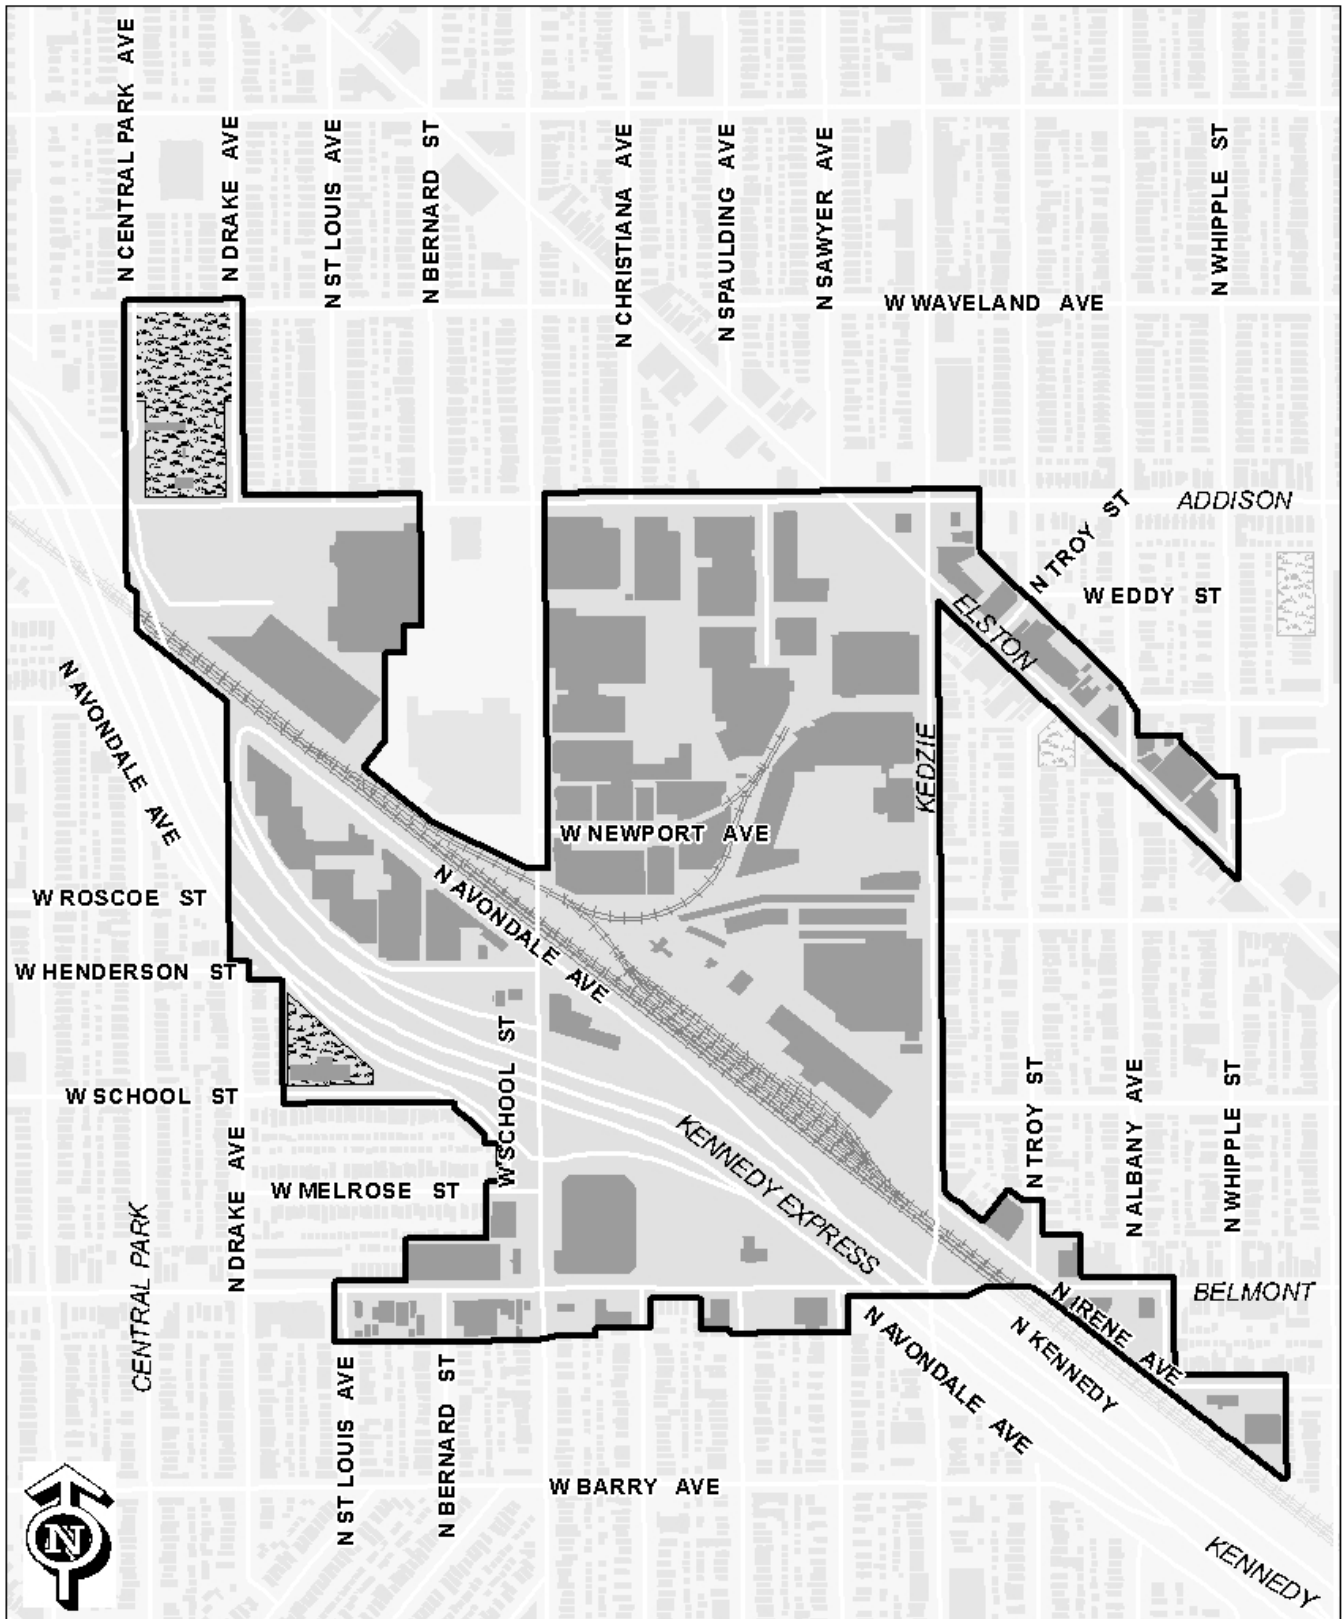 N CENTRAL PARK AVE
N DRAKE AVE
N ST LOUIS AVE
N BERNARD ST
N CHRISTIANA AVE
N SPAULDING AVE
N SAWYER AVE
N WHIPPLE ST
W WAVELAND AVE
ADDISON
N TROY ST
W EDDY ST
ELSTON
N AVONDALE AVE
KEDZIE
W NEWPORT AVE
W ROSCOE ST
N AVONDALE AVE
W HENDERSON ST
W SCHOOL ST
W SCHOOL ST
N TROY ST
N ALBANY AVE
N WHIPPLE ST
N DRAKE AVE
W MELROSE ST
KENNEDY EXPRESS
CENTRAL PARK
BELMONT
N IRENE AVE
N KENNEDY
N AVONDALE AVE
N ST LOUIS AVE
N BERNARD ST
W BARRY AVE
N
KENNEDY